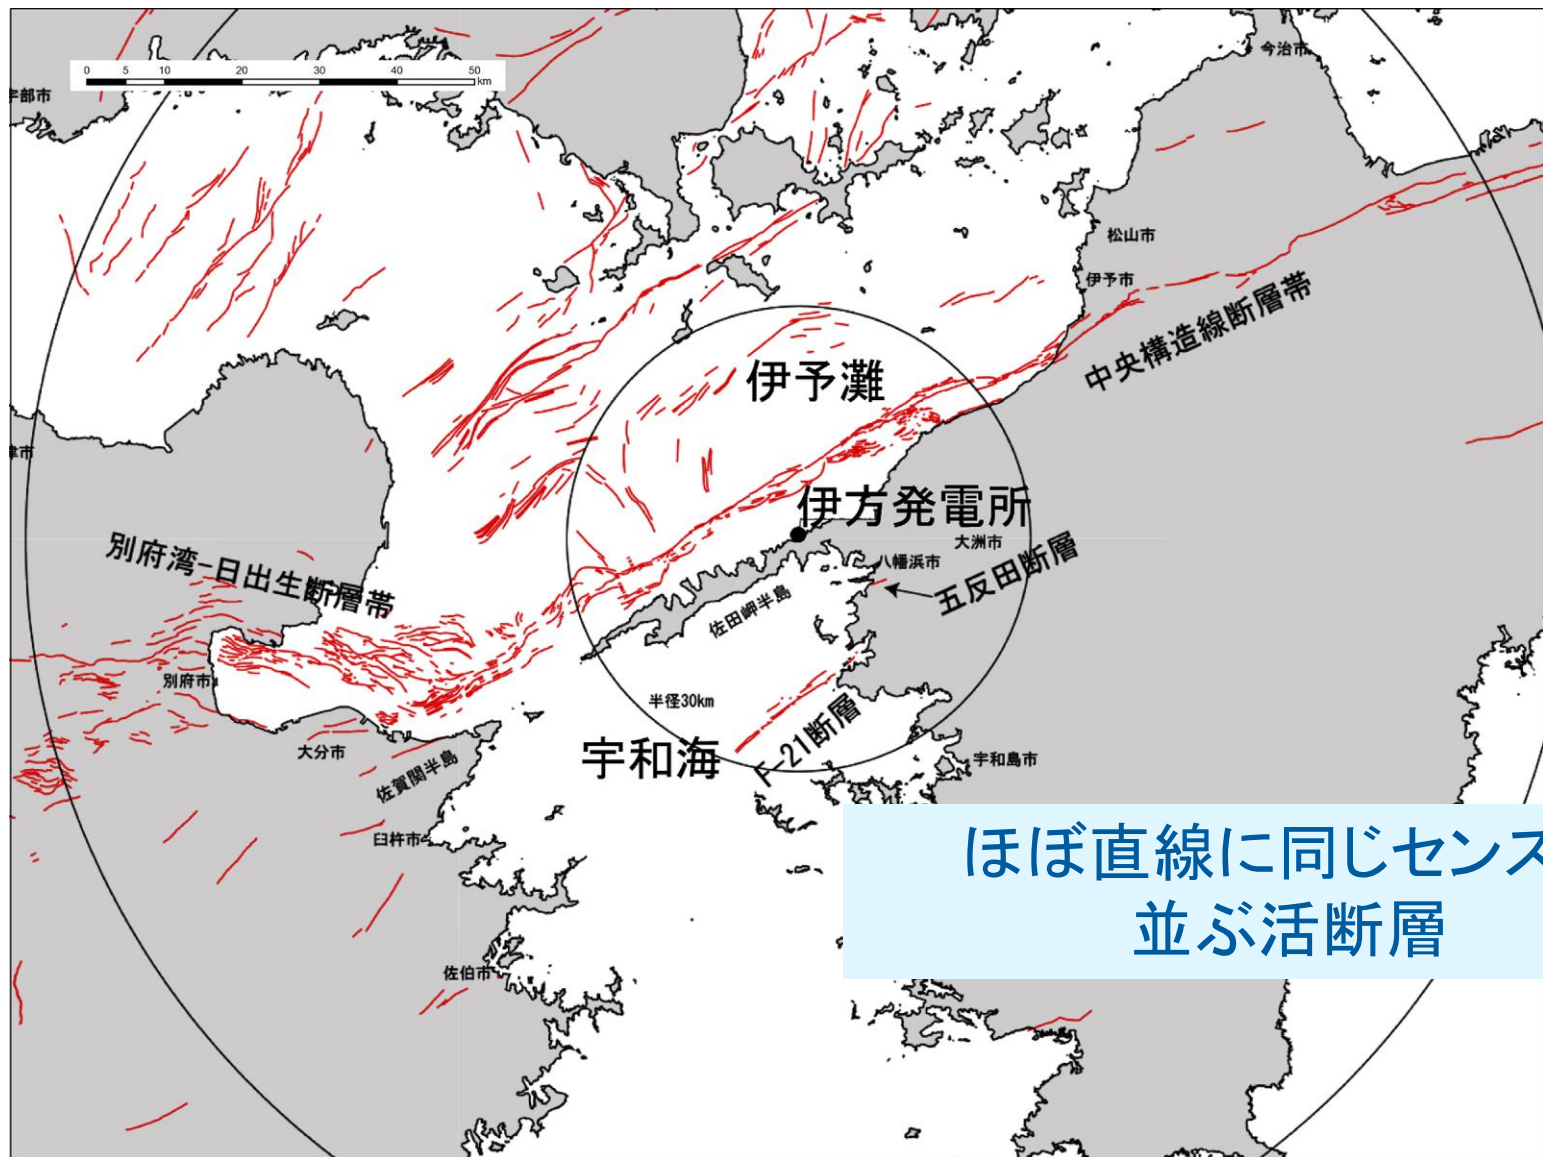 今治市
0 5 10 20 30 40 50
km
宇部市
松山市
伊予市
中央構造線断層帯
伊予灘
伊方発電所
大洲市
八幡浜市
五反田断層
別府湾-日出生断層帯
佐田岬半島
別府市
半径30km
F-21断層
大分市
宇和海
佐賀関半島
宇和島市
臼杵市
ほぼ直線に同じセンス
並ぶ活断層
佐伯市